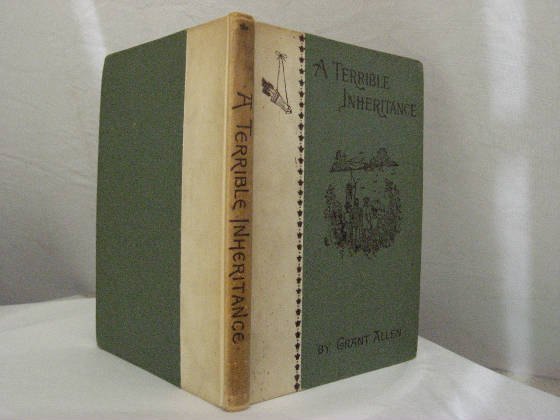 A TERRIBLE INHERITANCE
A TERRIBLE
INHERITANCE
BY GRANT ALLEN